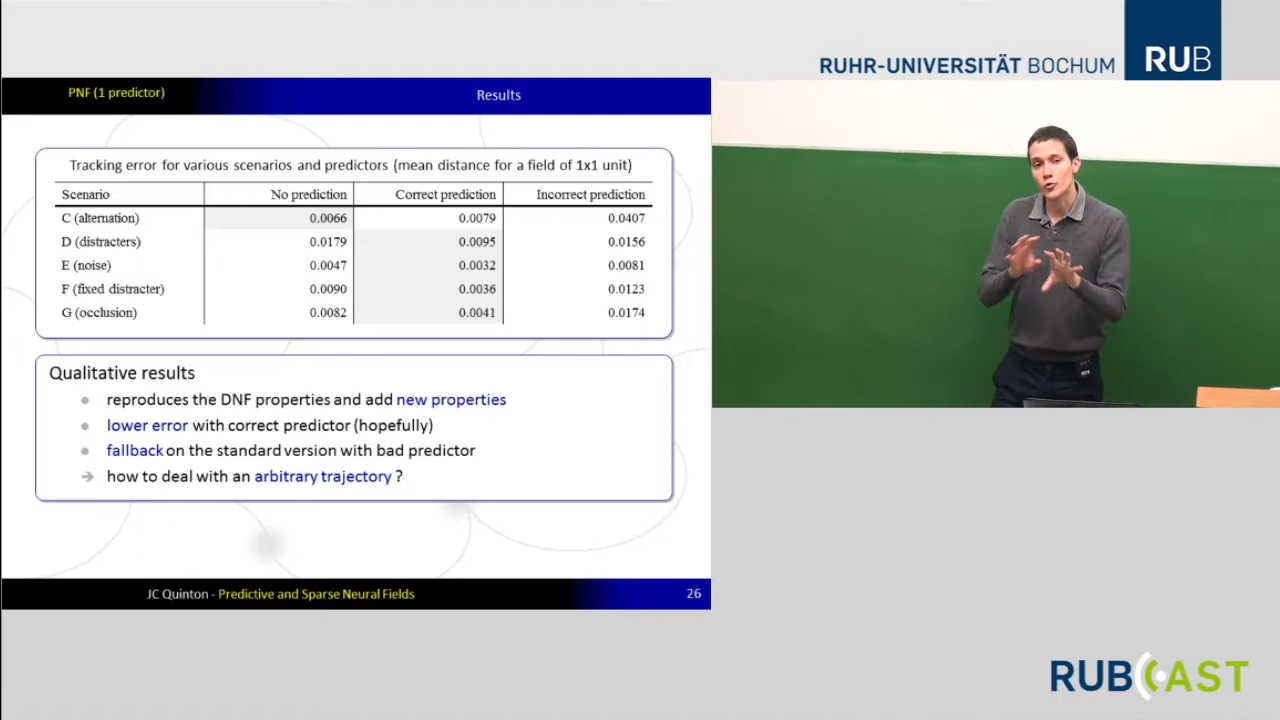 RUHR-UNIVERSITÄT BOCHUM RUB
PNF (1 predictor) Results
Tracking error for various scenarios and predictors (mean distance for a field of 1x1 unit)
Scenario No prediction Correct prediction Incorrect prediction
C (alternation) 0.0066 0.0079 0.0407
D (distracters) 0.0179 0.0095 0.0156
E (noise) 0.0047 0.0032 0.0081
F (fixed distracter) 0.0090 0.0036 0.0123
G (occlusion) 0.0082 0.0041 0.0174
Qualitative results
reproduces the DNF properties and add new properties
lower error with correct predictor (hopefully)
fallback on the standard version with bad predictor
how to deal with an arbitrary trajectory ?
JC Quinton - Predictive and Sparse Neural Fields 26
RUBCAST